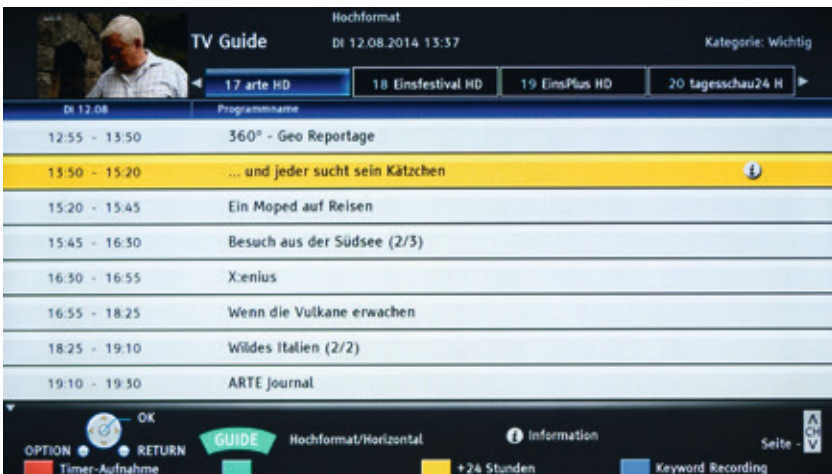 Hochformat
TV Guide DI 12.08.2014 13:37 Kategorie: Wichtig
17 arte HD 18 Einsfestival HD 19 EinsPlus HD 20 tagesschau24 H
DI 12.08 Programmname
12:55 - 13:50 360° - Geo Reportage
13:50 - 15:20 ... und jeder sucht sein Kätzchen
15:20 - 15:45 Ein Moped auf Reisen
15:45 - 16:30 Besuch aus der Südsee (2/3)
16:30 - 16:55 X:enius
16:55 - 18:25 Wenn die Vulkane erwachen
18:25 - 19:10 Wildes Italien (2/2)
19:10 - 19:30 ARTE Journal
OK
OPTION RETURN GUIDE Hochformat/Horizontal i Information Seite - CH
Timer-Aufnahme +24 Stunden Keyword Recording